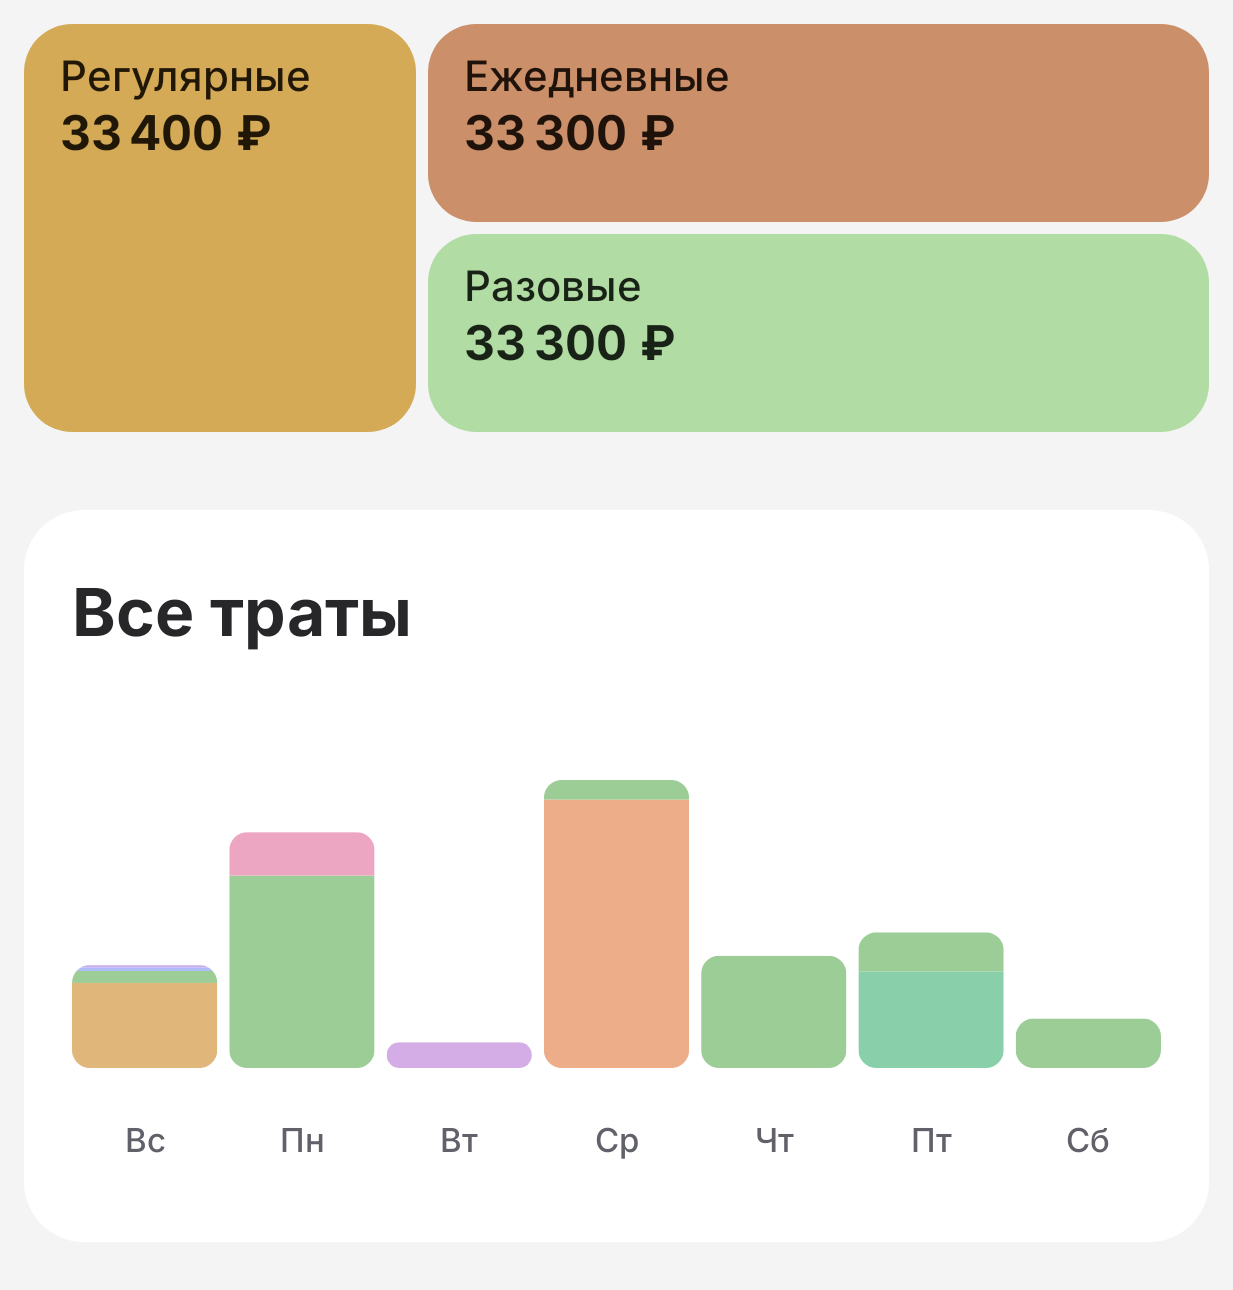 Регулярные
33 400 ₽
Ежедневные
33 300 ₽
Разовые
33 300 ₽
Все траты
Вс
Пн
Вт
Ср
Чт
Пт
Сб